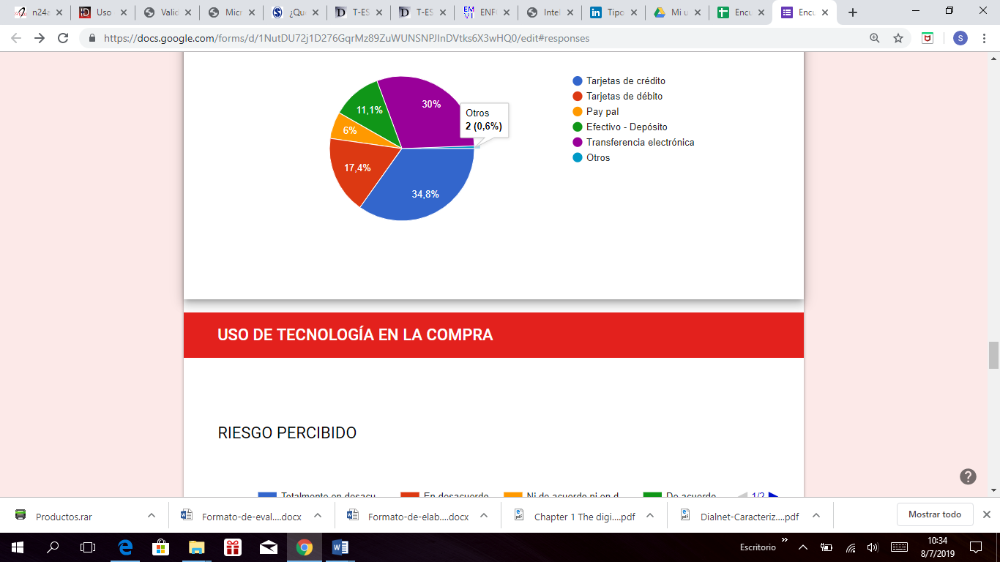 n24a
Uso
Valid
Micr
¿Qu
T-ES
T-ES
ENF
Intel
Tipo
Mi u
Encu
Encu
https://docs.google.com/forms/d/1NutDU72j1D276GqrMz89ZuWUNSNPJInDVtks6X3wHQ0/edit#responses
S
11,1%
30%
6%
17,4%
34,8%
Otros
2 (0,6%)
Tarjetas de crédito
Tarjetas de débito
Pay pal
Efectivo - Depósito
Transferencia electrónica
Otros
USO DE TECNOLOGÍA EN LA COMPRA
RIESGO PERCIBIDO
Totalmente en desacu
En desacuerdo
Ni de acuerdo ni en d
De acuerdo
1/2
Productos.rar
Formato-de-eval....docx
Formato-de-elab....docx
Chapter 1 The digi....pdf
Dialnet-Caracteriz....pdf
Mostrar todo
Escritorio
10:34
8/7/2019